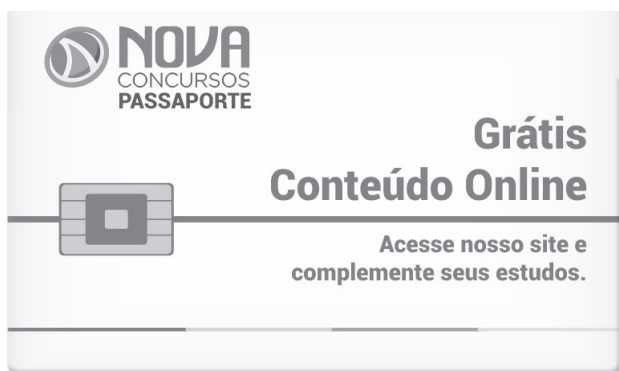 NOVA
CONCURSOS
PASSAPORTE
Grátis
Conteúdo Online
Acesse nosso site e
complemente seus estudos.